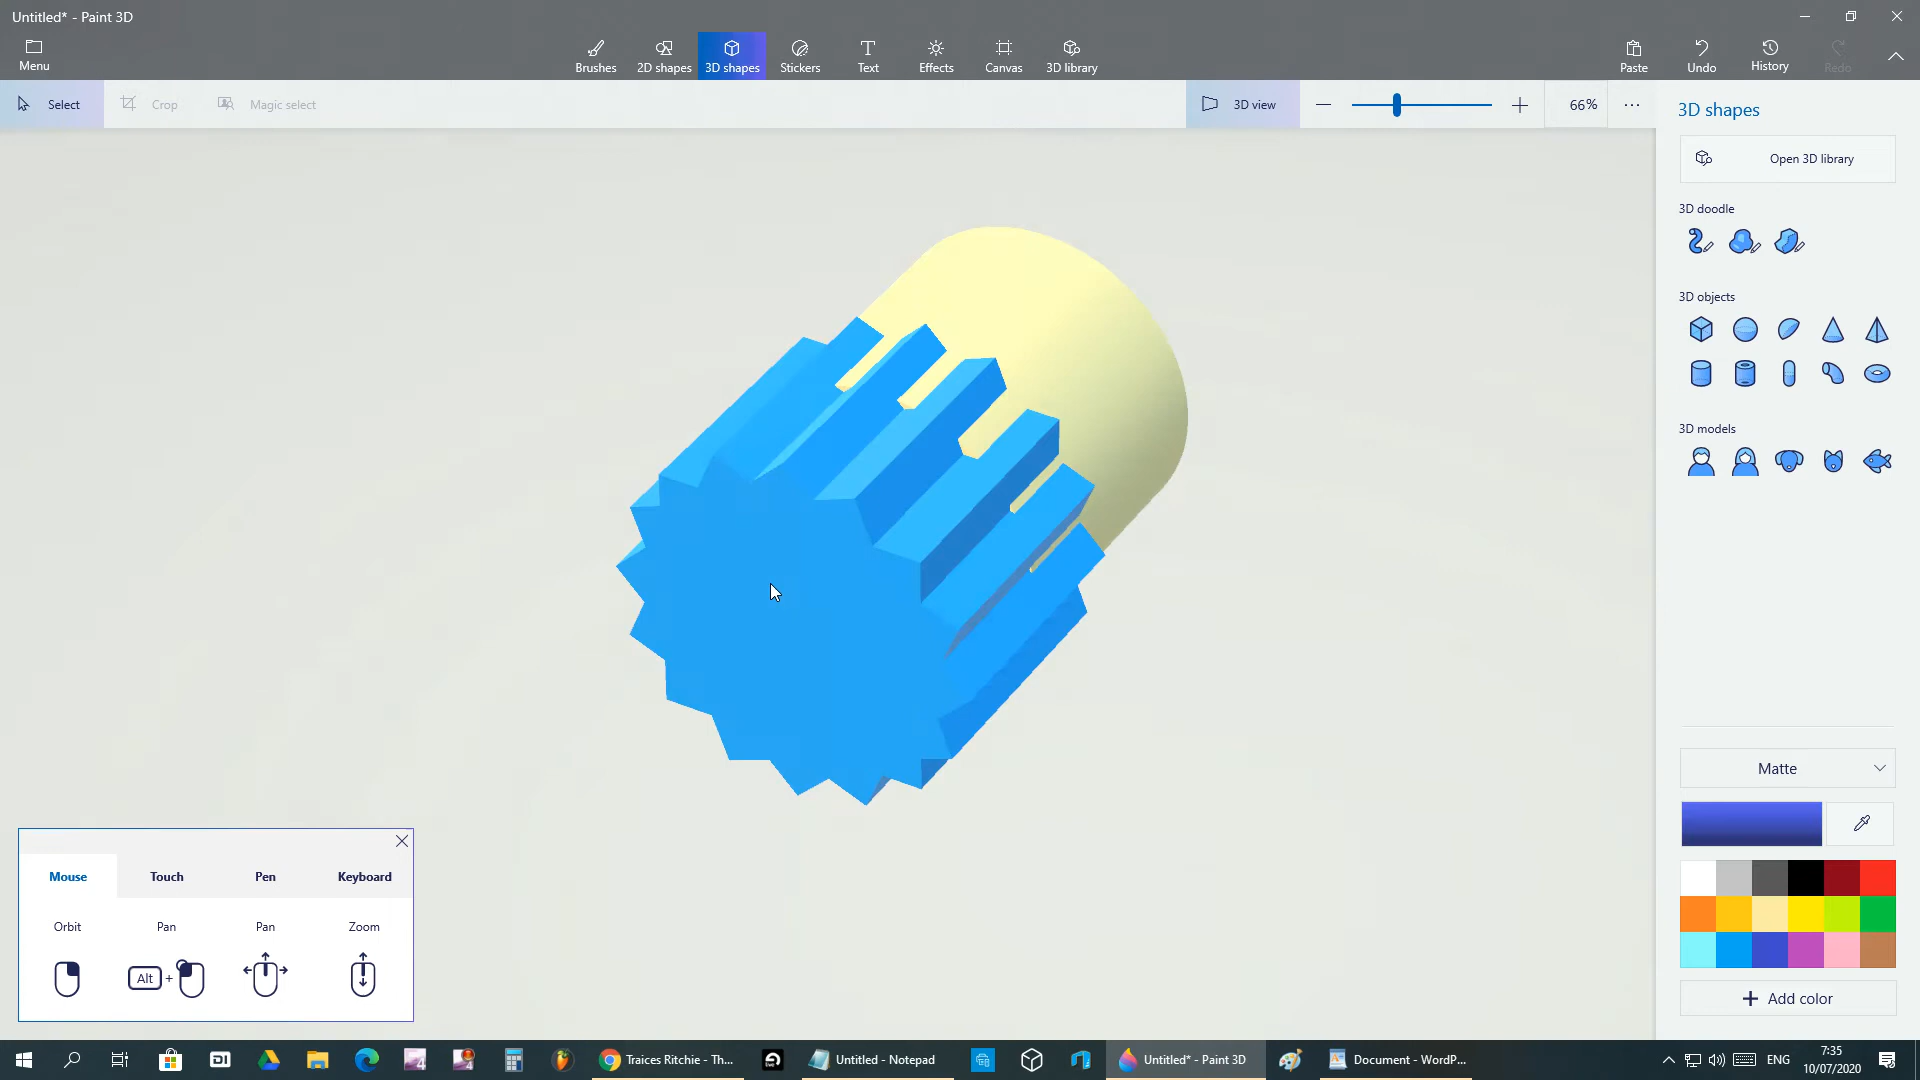 Untitled* - Paint 3D
Menu
Brushes
2D shapes
3D shapes
Stickers
Text
Effects
Canvas
3D library
Paste
Undo
History
Redo
Select
Crop
Magic select
3D view
66%
3D shapes
Open 3D library
3D doodle
3D objects
3D models
Matte
Add color
Mouse
Touch
Pen
Keyboard
Orbit
Pan
Pan
Zoom
Alt +
DI
Traices Ritchie - Th...
Untitled - Notepad
Untitled* - Paint 3D
Document - WordP...
ENG
7:35
10/07/2020